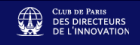 CLUB DE PARIS
DES DIRECTEURS
DE L'INNOVATION